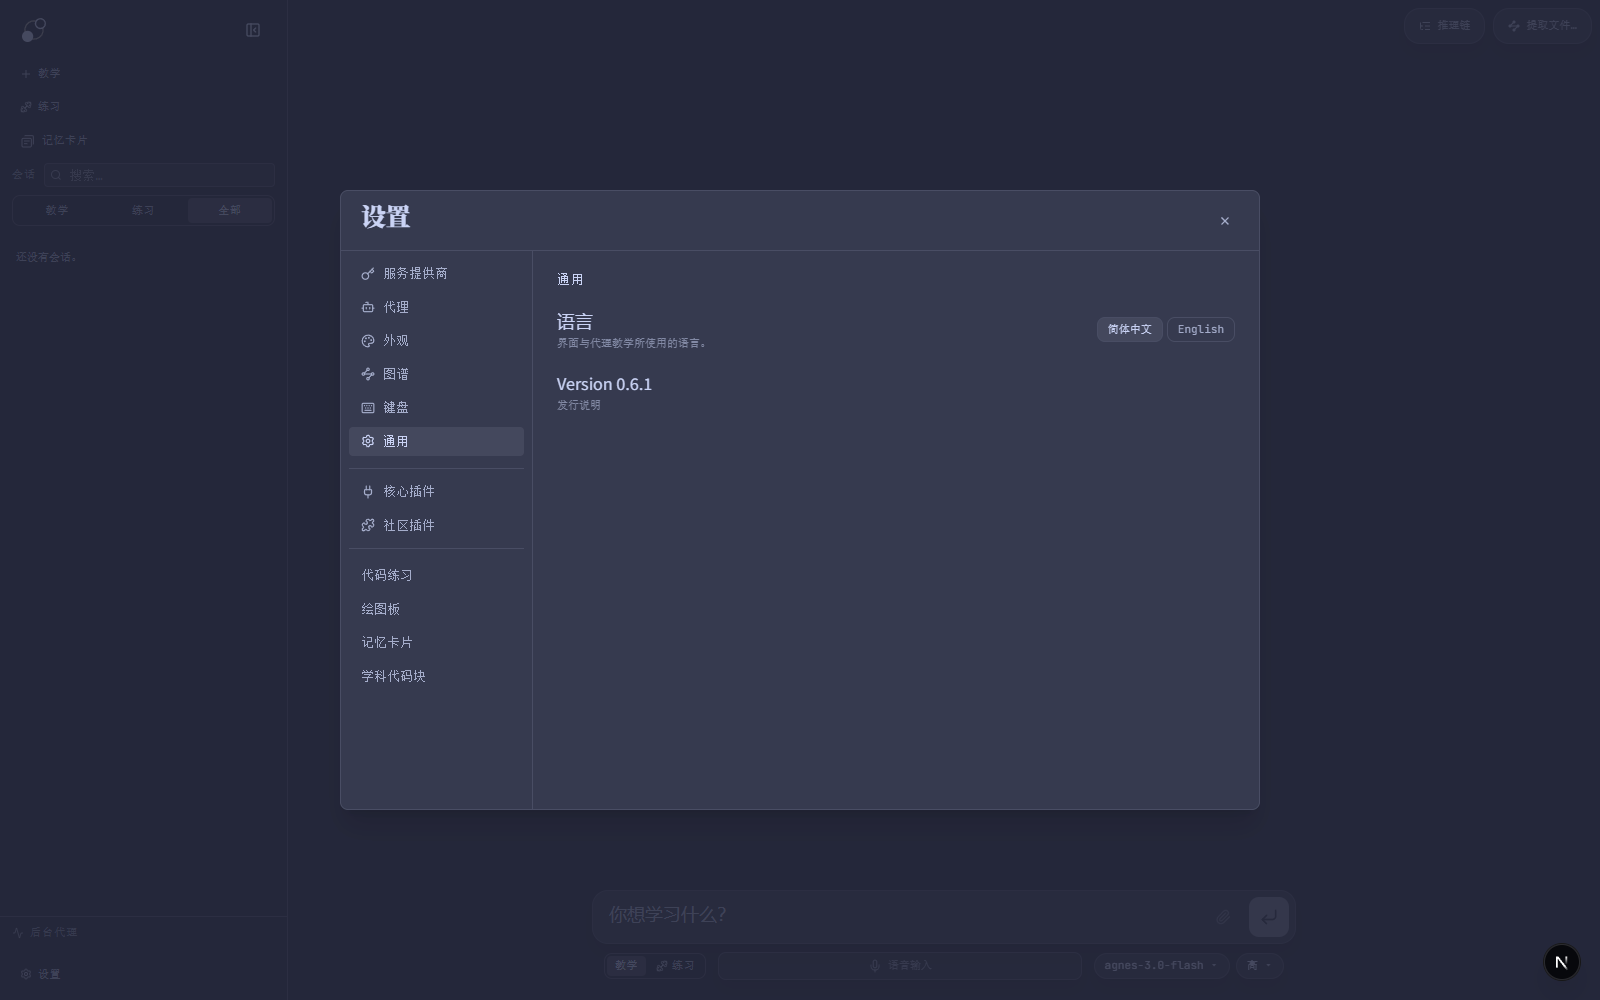 推理链
提取文件…
教学
练习
记忆卡片
会话
搜索…
教学
练习
全部
还没有会话。
设置
服务提供商
代理
外观
图谱
键盘
通用
核心插件
社区插件
代码练习
绘图板
记忆卡片
学科代码块
通用
语言
界面与代理教学所使用的语言。
简体中文
English
Version 0.6.1
发行说明
你想学习什么?
教学
练习
语音输入
agnes-3.0-flash
高
后台代理
设置
N